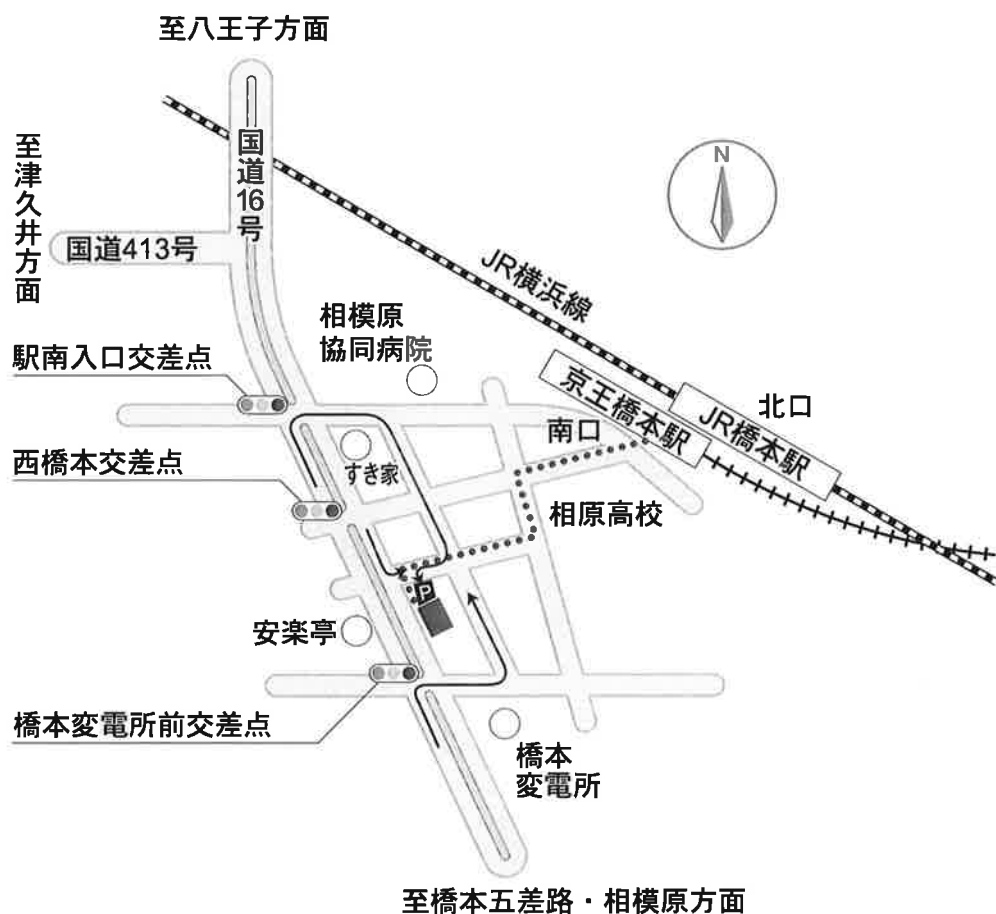 至八王子方面
国道16号
至津久井方面
国道413号
N
JR横浜線
相模原
協同病院
駅南入口交差点
京王橋本駅
JR橋本駅
北口
南口
すき家
西橋本交差点
相原高校
P
安楽亭
橋本変電所前交差点
橋本
変電所
至橋本五差路・相模原方面